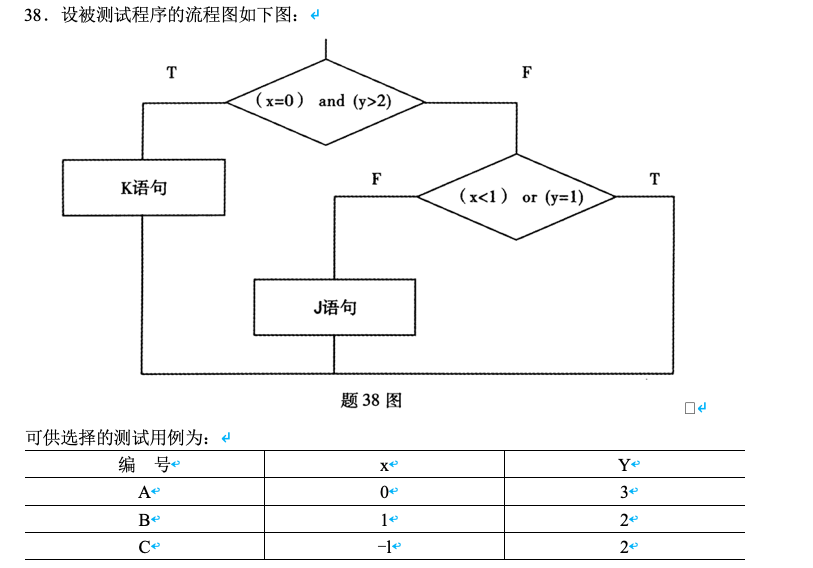 38．设被测试程序的流程图如下图：
T
F
（x=0） and (y>2)
K语句
F
T
（x<1） or (y=1)
J语句
题 38 图
可供选择的测试用例为：
编 号 x Y
A 0 3
B 1 2
C −1 2